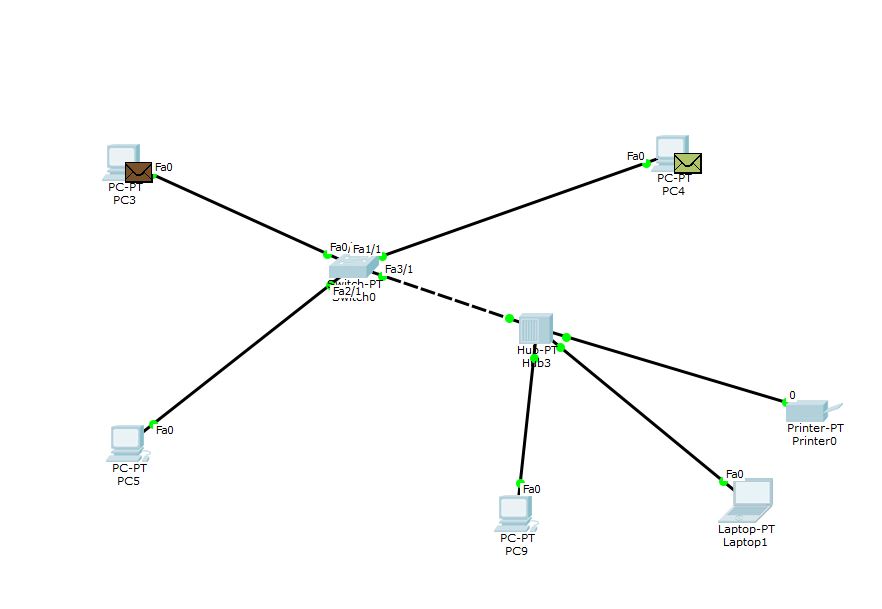 Fa0
PC-PT
PC3
Fa0
PC-PT
PC4
Fa0/
Fa1/1
Fa3/1
Switch-PT
Fa2/1
Switch0
Hub-PT
Hub3
0
Printer-PT
Printer0
Fa0
PC-PT
PC5
Fa0
Laptop-PT
Laptop1
Fa0
PC-PT
PC9